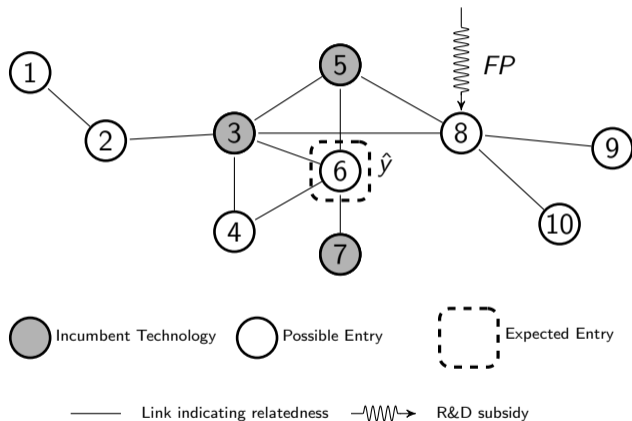 FP
5
1
3
8
2
9
ŷ
6
4
10
7
Incumbent Technology
Possible Entry
Expected Entry
Link indicating relatedness
R&D subsidy